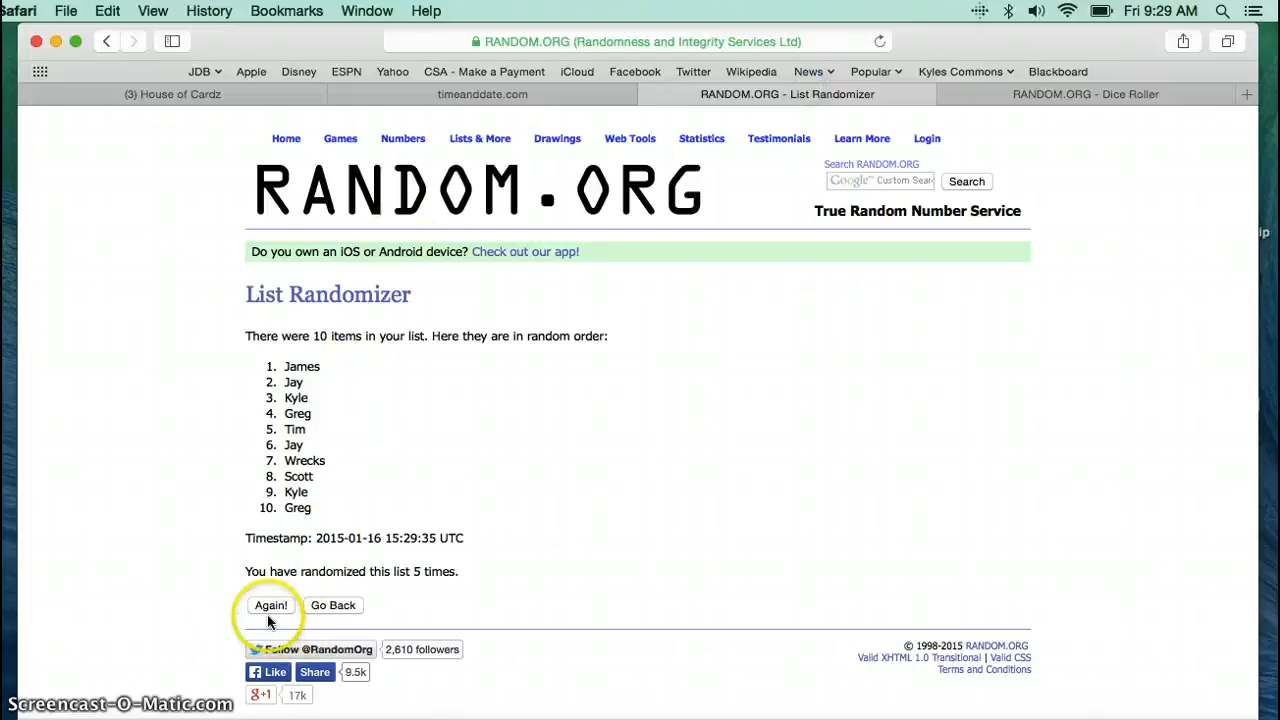 Safari File Edit View History Bookmarks Window Help Fri 9:29 AM
RANDOM.ORG (Randomness and Integrity Services Ltd)
JDB Apple Disney ESPN Yahoo CSA - Make a Payment iCloud Facebook Twitter Wikipedia News Popular Kyles Commons Blackboard
(3) House of Cardz timeanddate.com RANDOM.ORG - List Randomizer RANDOM.ORG - Dice Roller
Home Games Numbers Lists & More Drawings Web Tools Statistics Testimonials Learn More Login
Search RANDOM.ORG
RANDOM.ORG
Google™ Custom Sear Search
True Random Number Service
Do you own an iOS or Android device? Check out our app!
List Randomizer
There were 10 items in your list. Here they are in random order:
1. James
2. Jay
3. Kyle
4. Greg
5. Tim
6. Jay
7. Wrecks
8. Scott
9. Kyle
10. Greg
Timestamp: 2015-01-16 15:29:35 UTC
You have randomized this list 5 times.
Again! Go Back
Follow @RandomOrg 2,610 followers
Like Share 9.5k
g+1 17k
© 1998-2015 RANDOM.ORG
Valid XHTML 1.0 Transitional | Valid CSS
Terms and Conditions
Screencast-O-Matic.com